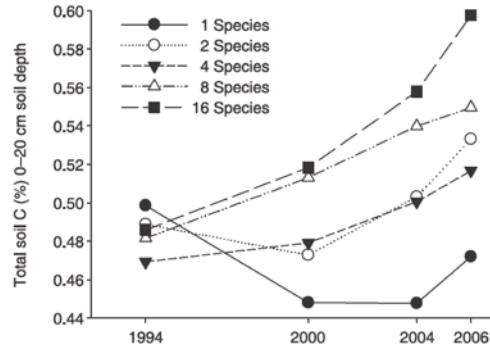 Total soil C (%) 0–20 cm soil depth
0.60
0.58
0.56
0.54
0.52
0.50
0.48
0.46
0.44
1 Species
2 Species
4 Species
8 Species
16 Species
1994
2000
2004
2006